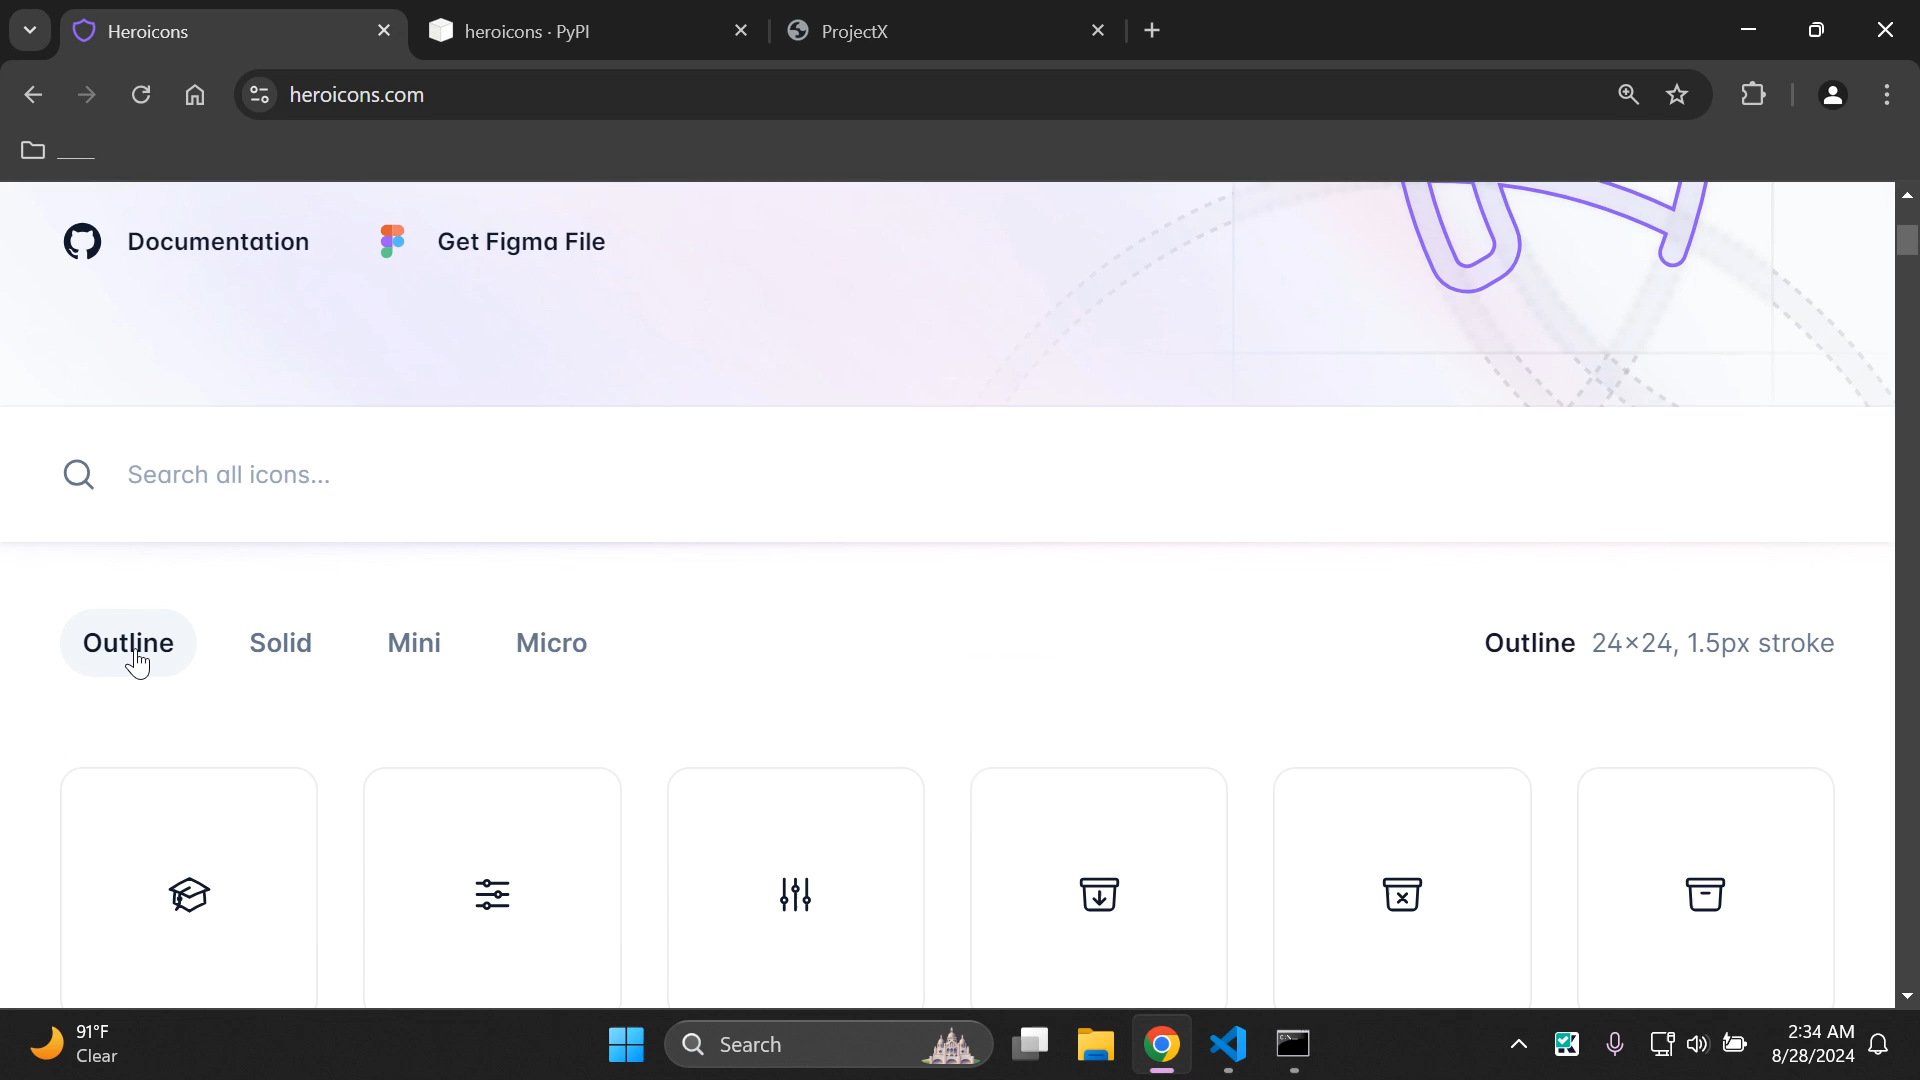 Heroicons
heroicons · PyPI
ProjectX
heroicons.com
Documentation
Get Figma File
Search all icons...
Outline
Solid
Mini
Micro
Outline 24×24, 1.5px stroke
91°F
Clear
Search
2:34 AM
8/28/2024